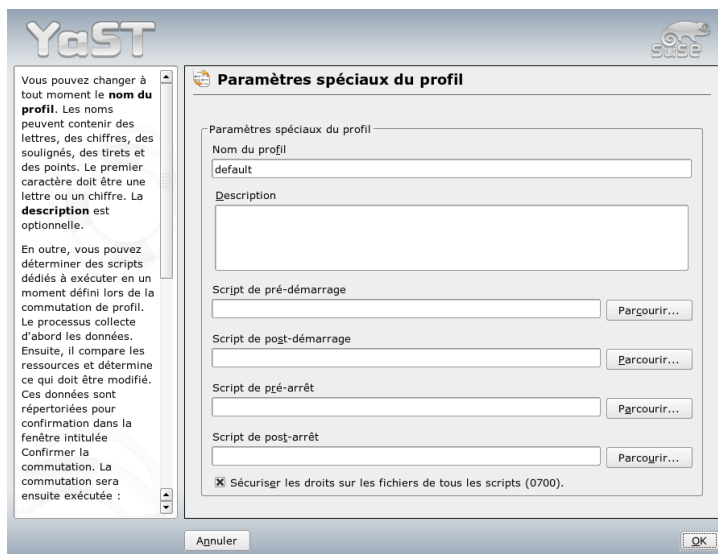 YaST
SUSE
Vous pouvez changer à
tout moment le nom du
profil. Les noms
peuvent contenir des
lettres, des chiffres, des
soulignés, des tirets et
des points. Le premier
caractère doit être une
lettre ou un chiffre. La
description est
optionnelle.
En outre, vous pouvez
déterminer des scripts
dédiés à exécuter en un
moment défini lors de la
commutation de profil.
Le processus collecte
d'abord les données.
Ensuite, il compare les
ressources et détermine
ce qui doit être modifié.
Ces données sont
répertoriées pour
confirmation dans la
fenêtre intitulée
Confirmer la
commutation. La
commutation sera
ensuite exécutée :
Paramètres spéciaux du profil
Paramètres spéciaux du profil
Nom du profil
default
Description
Script de pré-démarrage
Parcourir...
Script de post-démarrage
Parcourir...
Script de pré-arrêt
Parcourir...
Script de post-arrêt
Parcourir...
Sécuriser les droits sur les fichiers de tous les scripts (0700).
Annuler
OK